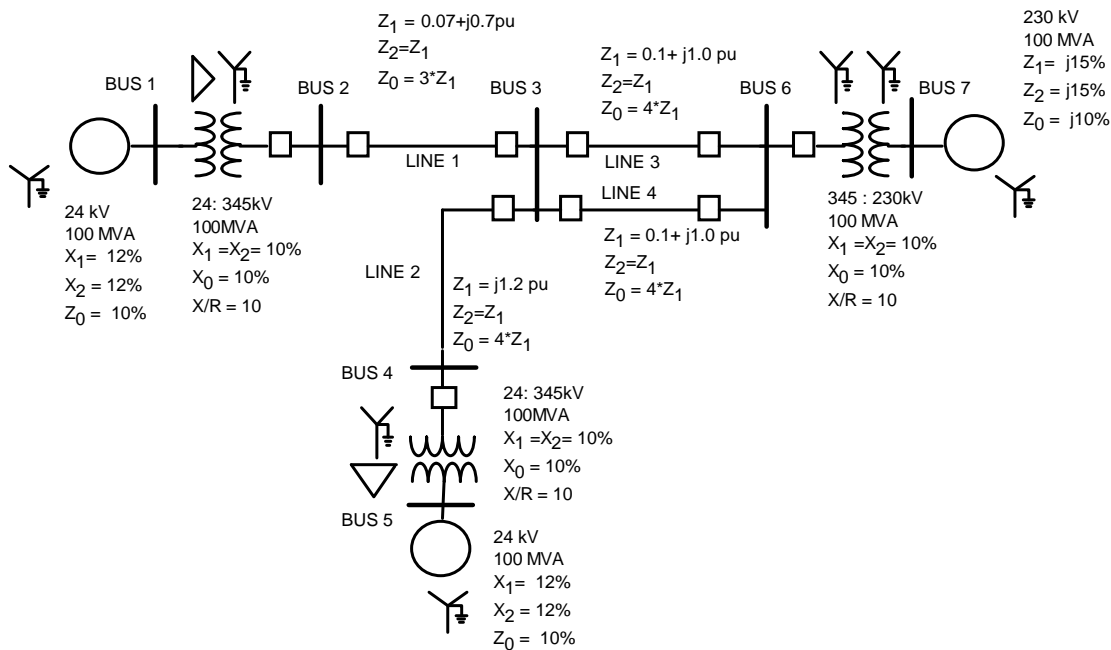 Z1 = 0.07+j0.7pu
Z2=Z1
Z0 = 3*Z1
Z1 = 0.1+ j1.0 pu
Z2=Z1
Z0 = 4*Z1
230 kV
100 MVA
Z1= j15%
Z2 = j15%
Z0 = j10%
BUS 1
BUS 2
BUS 3
BUS 6
BUS 7
LINE 1
LINE 3
LINE 4
24 kV
100 MVA
X1= 12%
X2 = 12%
Z0 = 10%
24: 345kV
100MVA
X1 =X2= 10%
X0 = 10%
X/R = 10
LINE 2
Z1 = j1.2 pu
Z2=Z1
Z0 = 4*Z1
Z1 = 0.1+ j1.0 pu
Z2=Z1
Z0 = 4*Z1
345 : 230kV
100 MVA
X1 =X2= 10%
X0 = 10%
X/R = 10
BUS 4
24: 345kV
100MVA
X1 =X2= 10%
X0 = 10%
X/R = 10
BUS 5
24 kV
100 MVA
X1= 12%
X2 = 12%
Z0 = 10%